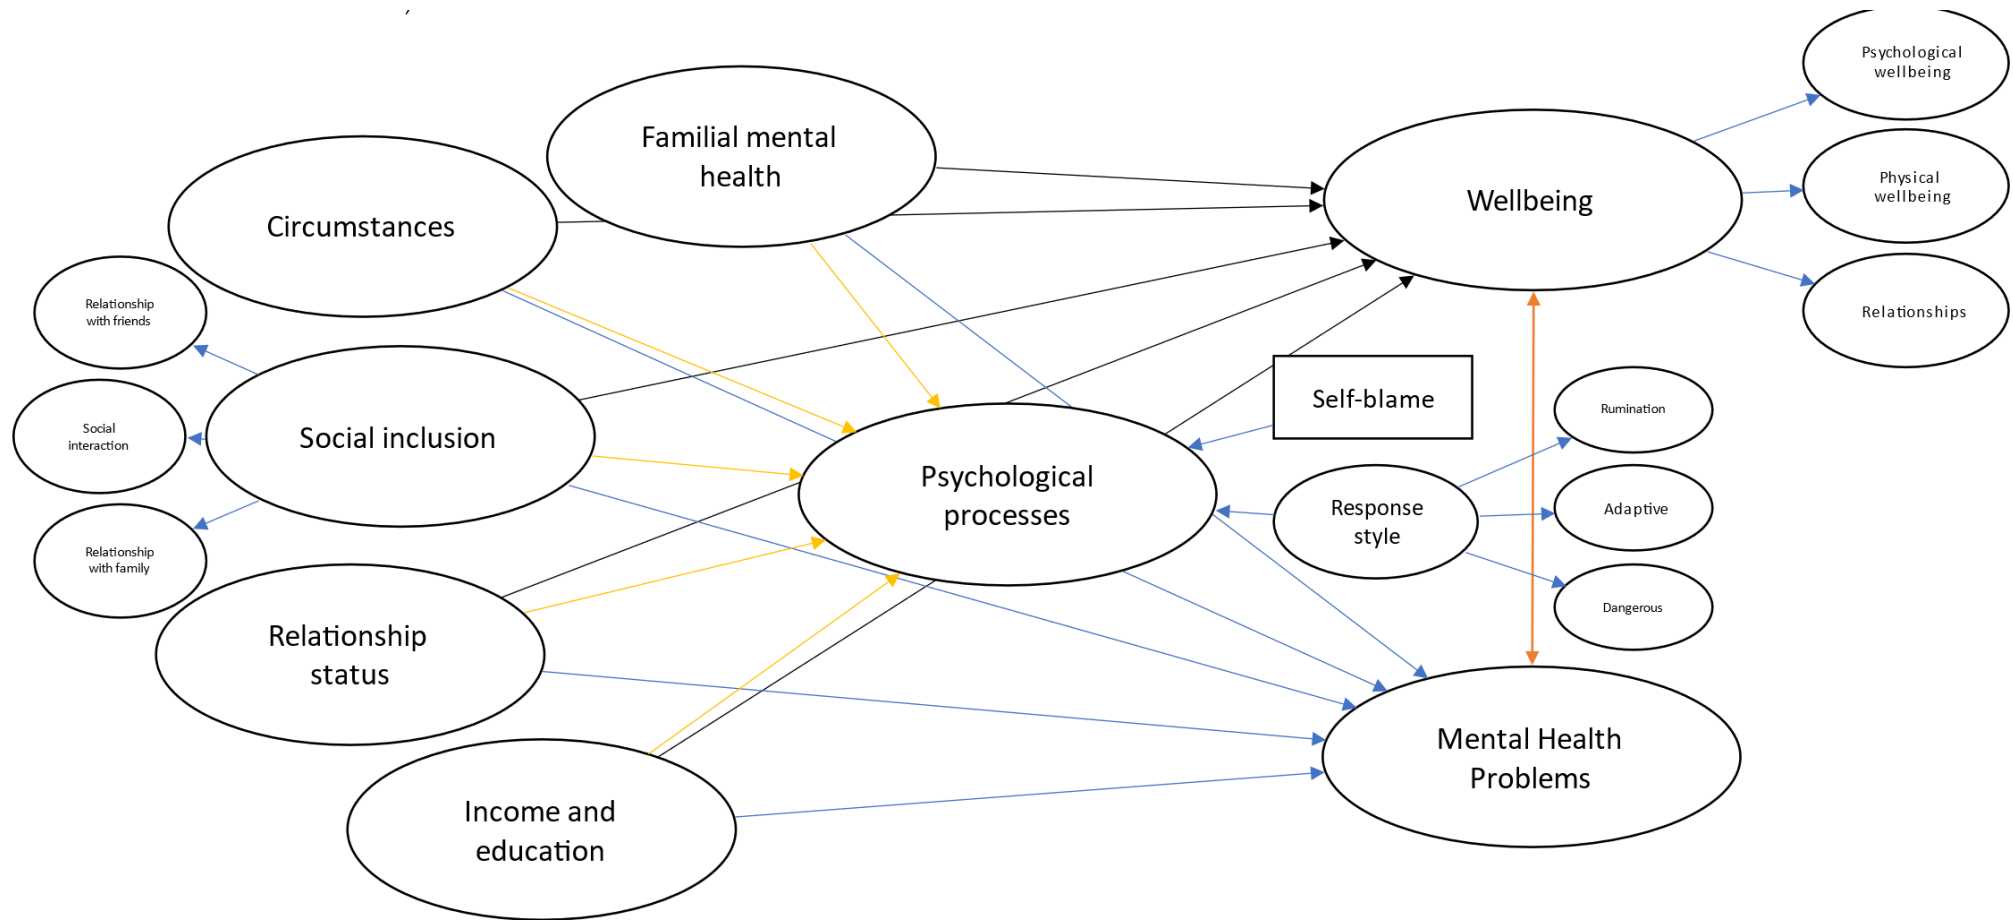 Psychological
wellbeing
Familial mental
health
Physical
wellbeing
Wellbeing
Circumstances
Relationship
with friends
Relationships
Self-blame
Rumination
Social
interaction
Social inclusion
Psychological
processes
Response
style
Adaptive
Relationship
with family
Dangerous
Relationship
status
Mental Health
Problems
Income and
education